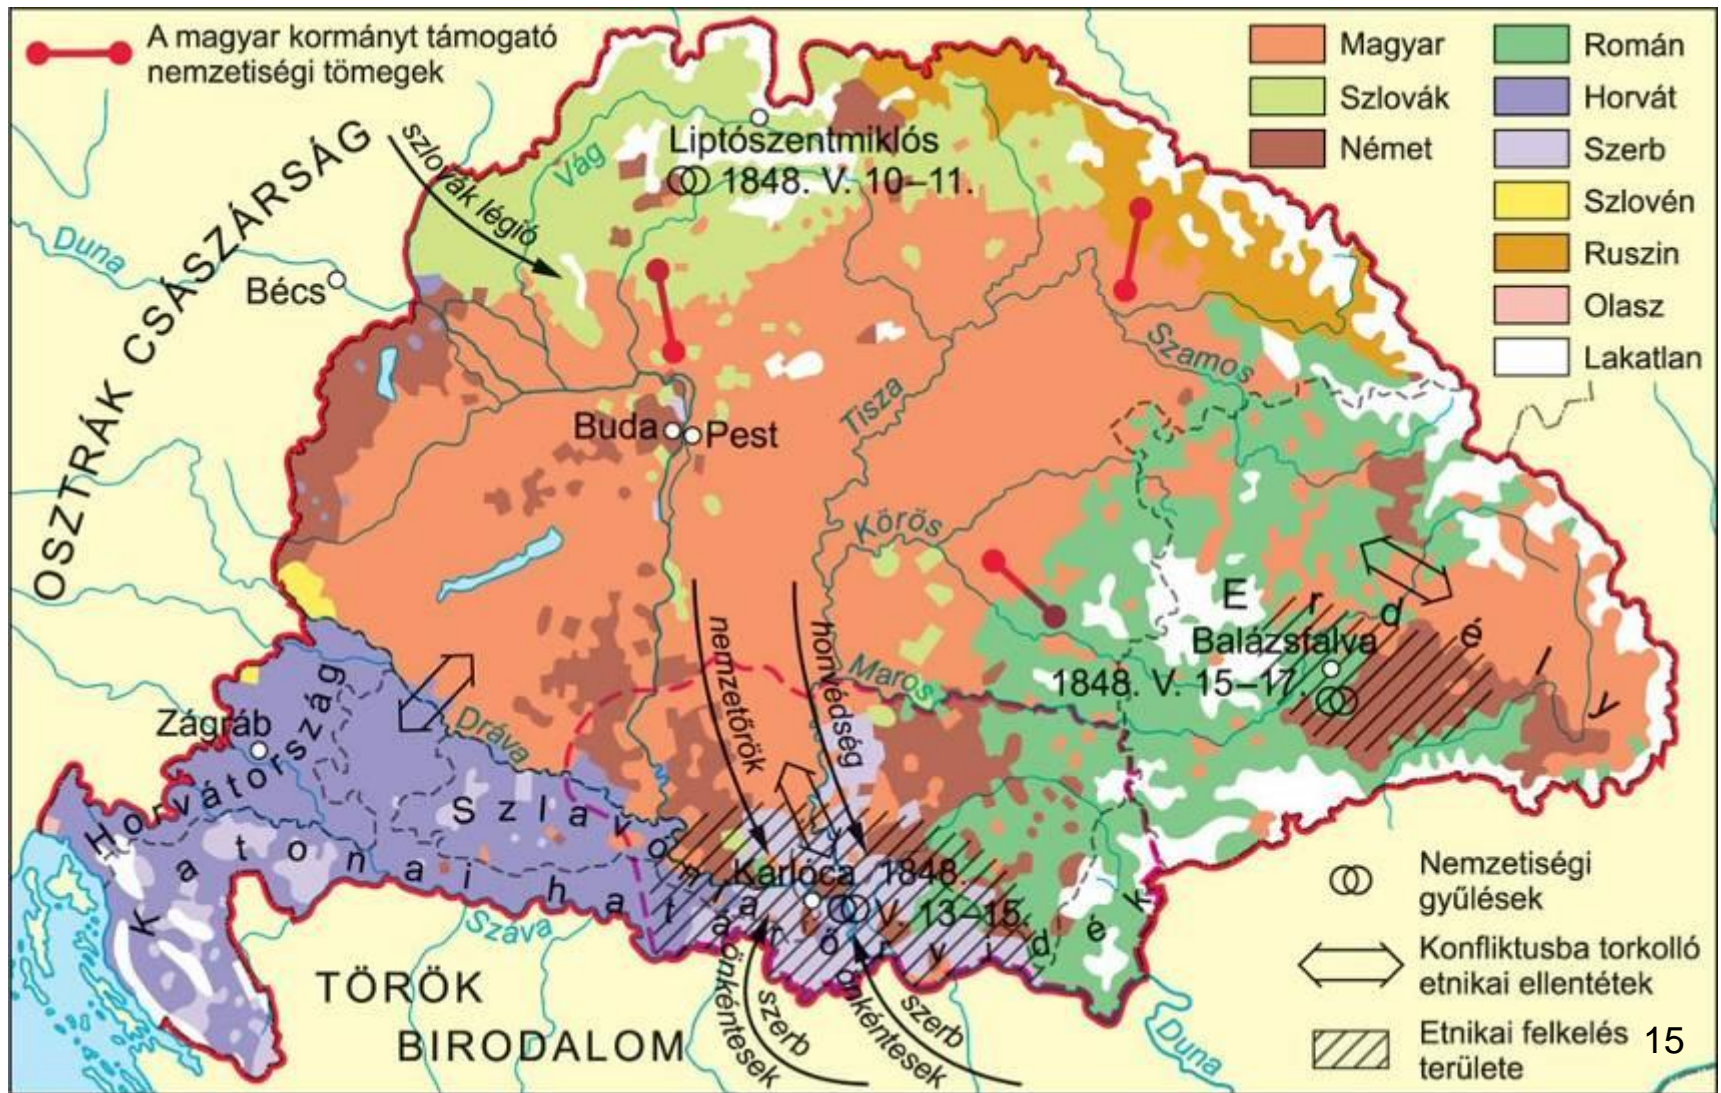 A magyar kormányt támogató
nemzetiségi tömegek
Magyar
Szlovák
Német
Román
Horvát
Szerb
Szlovén
Ruszin
Olasz
Lakatlan
OSZTRÁK CSÁSZÁRSÁG
szlovák légió
Vág
Liptószentmiklós
1848. V. 10–11.
Duna
Bécs
Szamos
Tisza
Buda
Pest
Körös
Erdély
Balázsfalva
1848. V. 15–17.
nemzetőrök
honvédség
Maros
Zágráb
Horvátország
Dráva
Szlavónia
Katonai határőrvidék
Karlóca 1848.
V. 13–15.
Száva
szerb
önkéntesek
szerb
önkéntesek
TÖRÖK
BIRODALOM
Duna
Nemzetiségi
gyűlések
Konfliktusba torkolló
etnikai ellentétek
Etnikai felkelés
területe
15